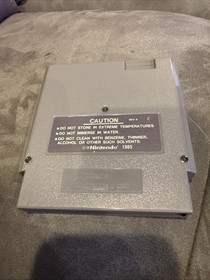 CAUTION
REV-A
•DO NOT STORE IN EXTREME TEMPERATURES.
•DO NOT IMMERSE IN WATER.
•DO NOT CLEAN WITH BENZENE, THINNER,
ALCOHOL OR OTHER SUCH SOLVENTS.
©®Nintendo® 1985